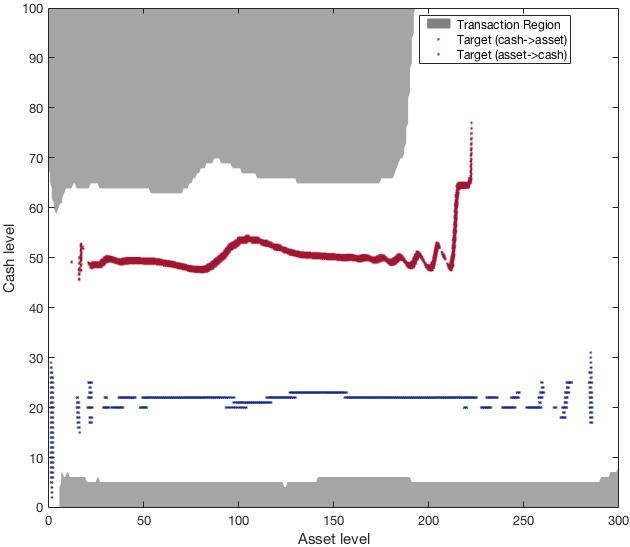 100
90
80
70
60
50
40
30
20
10
0
Cash level
Transaction Region
Target (cash->asset)
Target (asset->cash)
0 50 100 150 200 250 300
Asset level